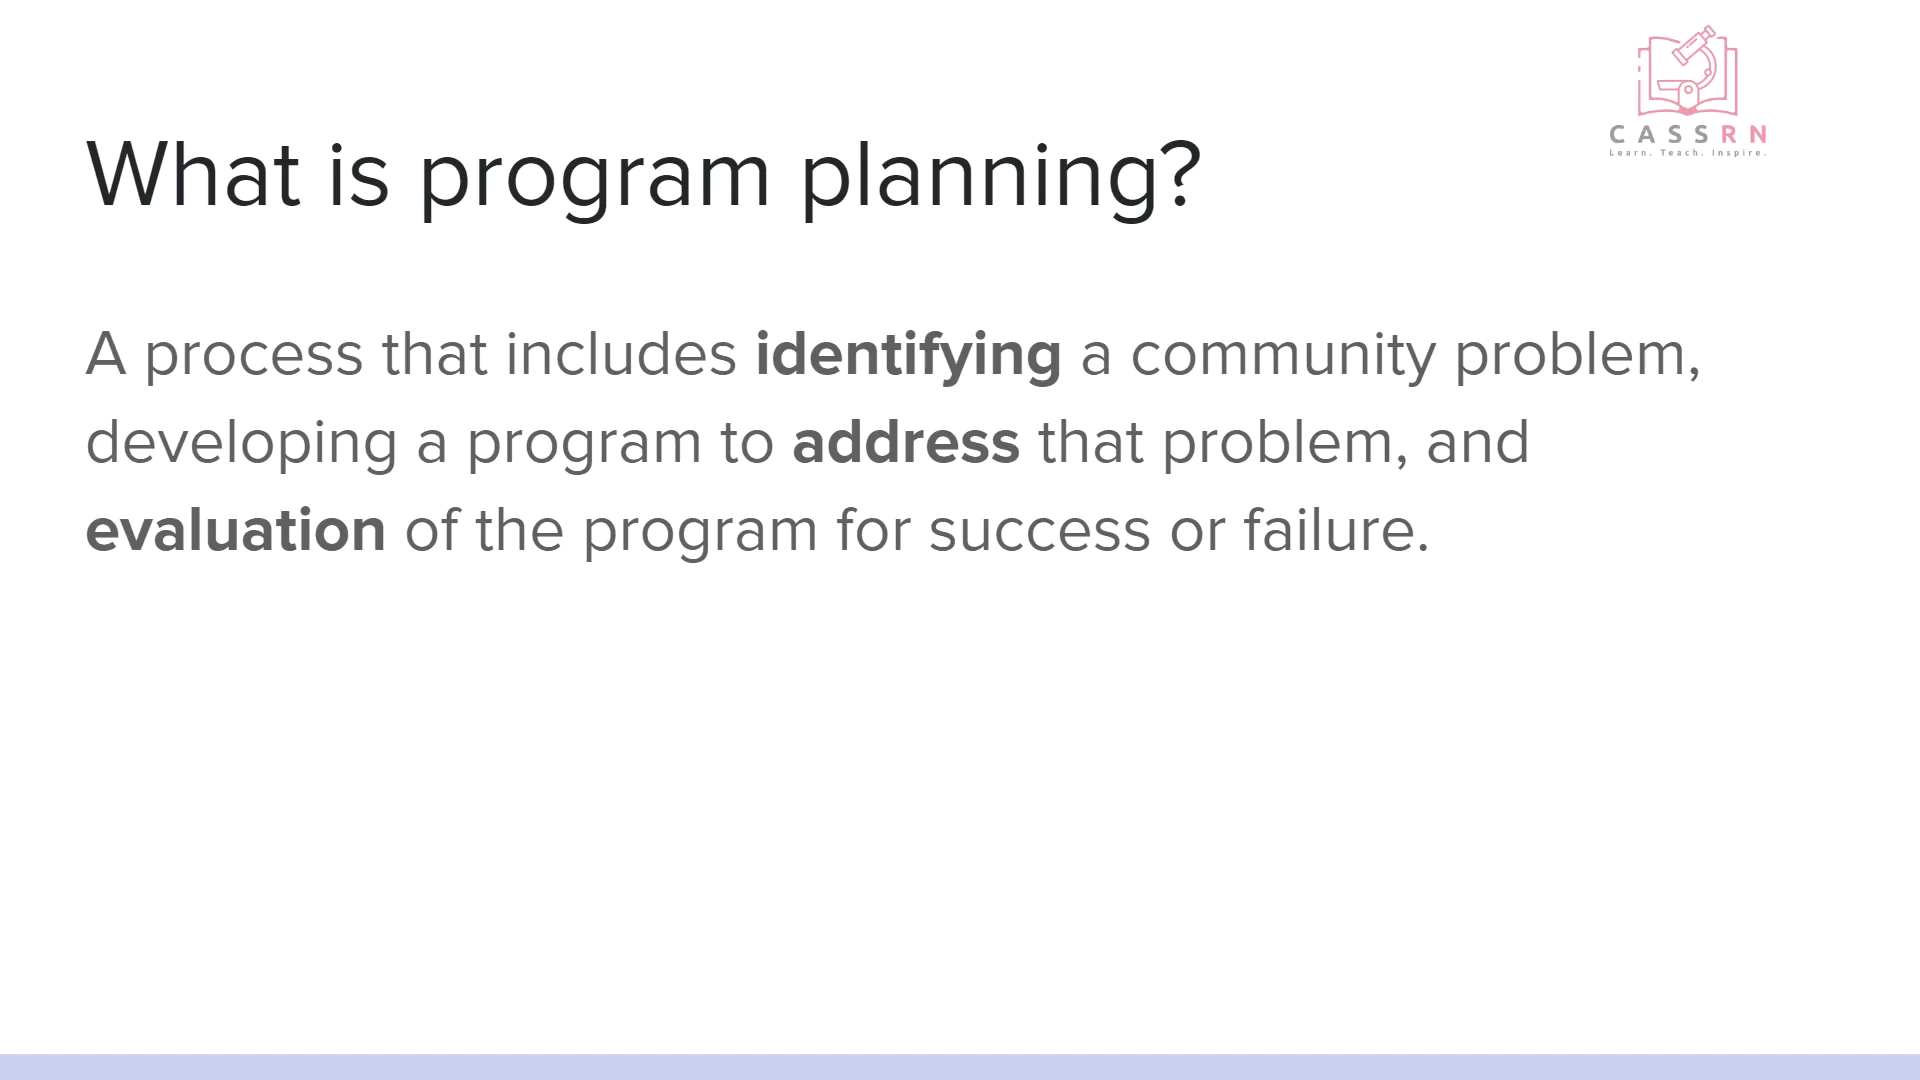 CASSRN
Learn. Teach. Inspire.
What is program planning?
A process that includes identifying a community problem,
developing a program to address that problem, and
evaluation of the program for success or failure.